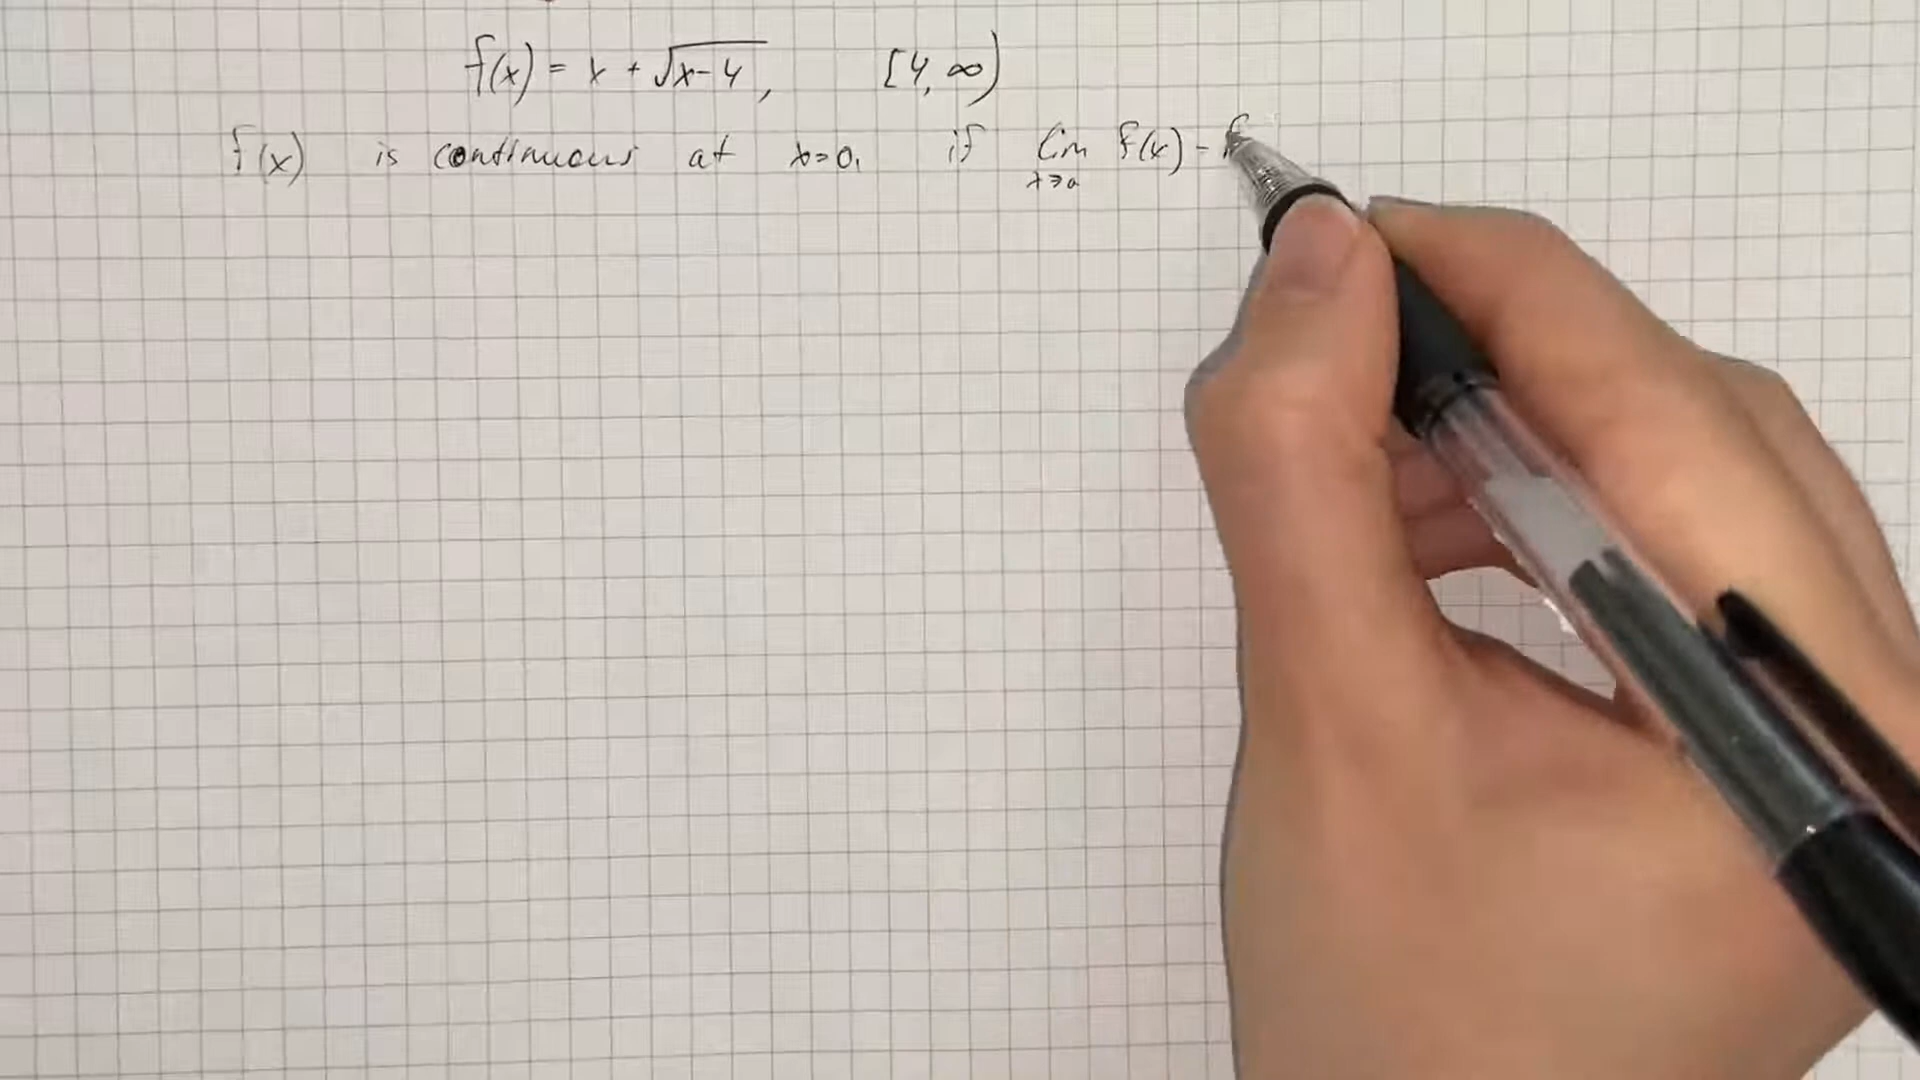 f(x) = x + √x-4, [4, ∞)
f(x) is continuous at x=a, if lim x→a f(x) = f